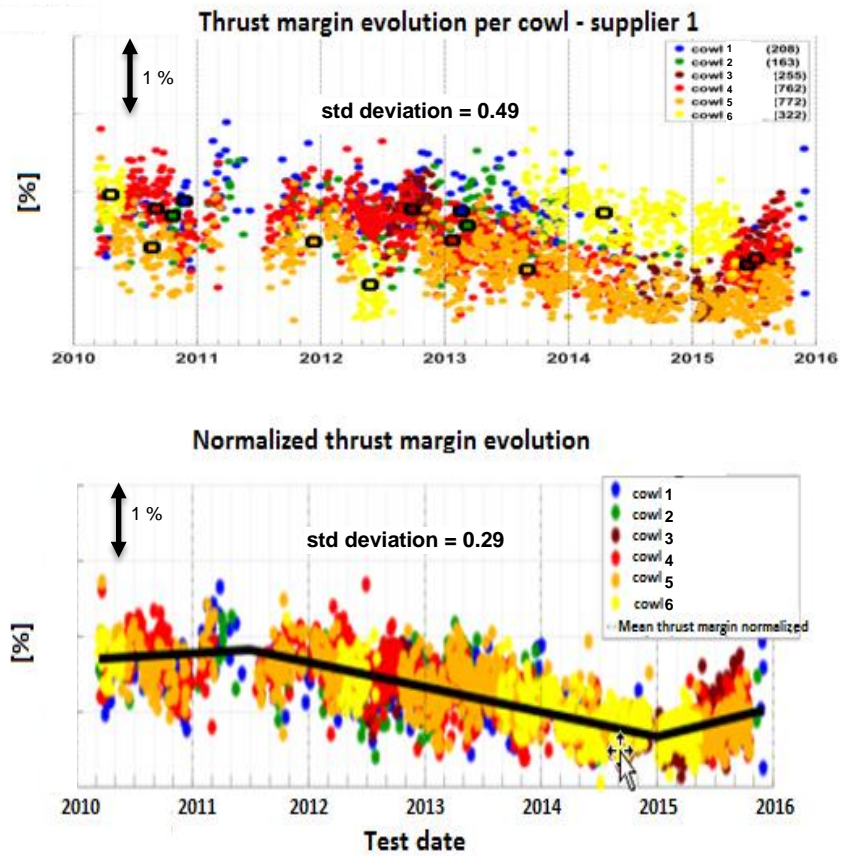 Thrust margin evolution per cowl - supplier 1
1 %
std deviation = 0.49
cowl 1 (208)
cowl 2 (163)
cowl 3 (255)
cowl 4 (762)
cowl 5 (772)
cowl 6 (322)
[%]
2010 2011 2012 2013 2014 2015 2016
Normalized thrust margin evolution
1 %
std deviation = 0.29
cowl 1
cowl 2
cowl 3
cowl 4
cowl 5
cowl 6
Mean thrust margin normalized
[%]
2010 2011 2012 2013 2014 2015 2016
Test date